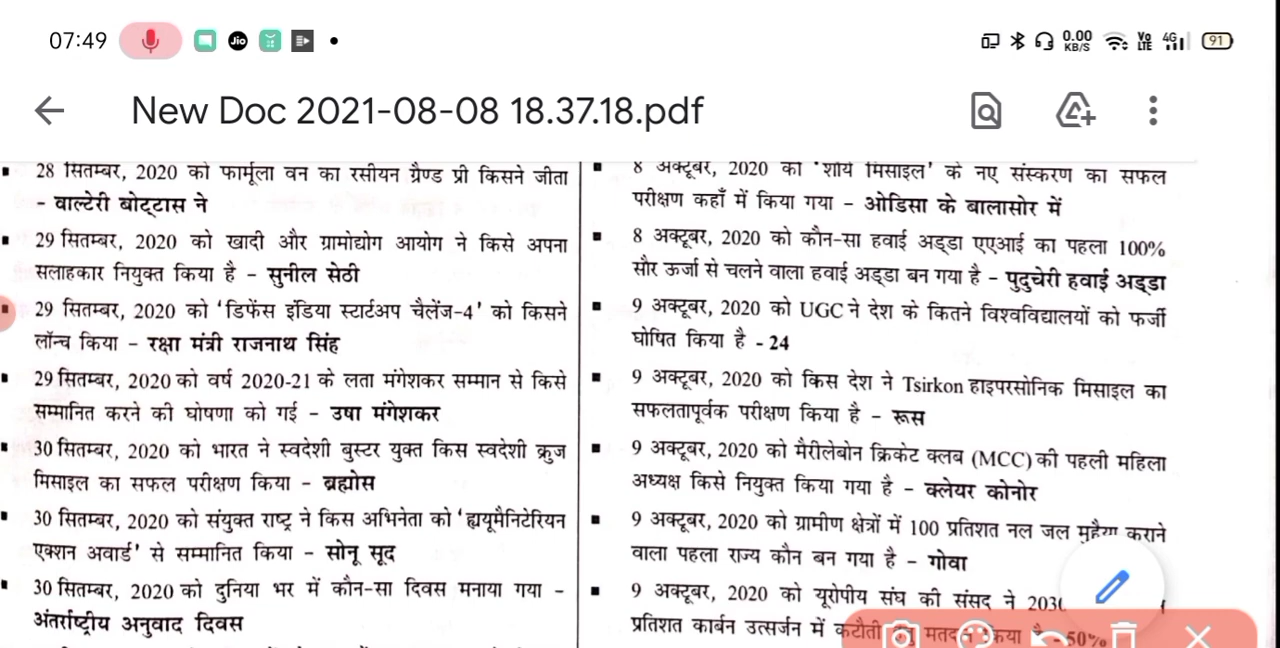 07:49
Jio
0.00 KB/S
Vo LTE
4G
91
New Doc 2021-08-08 18.37.18.pdf
28 सितम्बर, 2020 को फार्मूला वन का रसीयन ग्रैण्ड प्री किसने जीता
- वाल्टेरी बोट्टास ने
29 सितम्बर, 2020 को खादी और ग्रामोद्योग आयोग ने किसे अपना
सलाहकार नियुक्त किया है - सुनील सेठी
29 सितम्बर, 2020 को 'डिफेंस इंडिया स्टार्टअप चैलेंज-4' को किसने
लॉन्च किया - रक्षा मंत्री राजनाथ सिंह
29 सितम्बर, 2020 को वर्ष 2020-21 के लता मंगेशकर सम्मान से किसे
सम्मानित करने की घोषणा को गई - उषा मंगेशकर
30 सितम्बर, 2020 को भारत ने स्वदेशी बुस्टर युक्त किस स्वदेशी क्रुज
मिसाइल का सफल परीक्षण किया - ब्रह्मोस
30 सितम्बर, 2020 को संयुक्त राष्ट्र ने किस अभिनेता को 'ह्ययूमैनिटेरियन
एक्शन अवार्ड' से सम्मानित किया - सोनू सूद
30 सितम्बर, 2020 को दुनिया भर में कौन-सा दिवस मनाया गया -
अंतर्राष्ट्रीय अनुवाद दिवस
8 अक्टूबर, 2020 को 'शौर्य मिसाइल' के नए संस्करण का सफल
परीक्षण कहाँ में किया गया - ओडिसा के बालासोर में
8 अक्टूबर, 2020 को कौन-सा हवाई अड्डा एएआई का पहला 100%
सौर ऊर्जा से चलने वाला हवाई अड्डा बन गया है - पुदुचेरी हवाई अड्डा
9 अक्टूबर, 2020 को UGC ने देश के कितने विश्वविद्यालयों को फर्जी
घोषित किया है - 24
9 अक्टूबर, 2020 को किस देश ने Tsirkon हाइपरसोनिक मिसाइल का
सफलतापूर्वक परीक्षण किया है - रूस
9 अक्टूबर, 2020 को मैरीलेबोन क्रिकेट क्लब (MCC) की पहली महिला
अध्यक्ष किसे नियुक्त किया गया है - क्लेयर कोनोर
9 अक्टूबर, 2020 को ग्रामीण क्षेत्रों में 100 प्रतिशत नल जल मुहैया कराने
वाला पहला राज्य कौन बन गया है - गोवा
9 अक्टूबर, 2020 को यूरोपीय संघ की संसद ने
प्रतिशत कार्बन उत्सर्जन में कटौती किया है - 50%